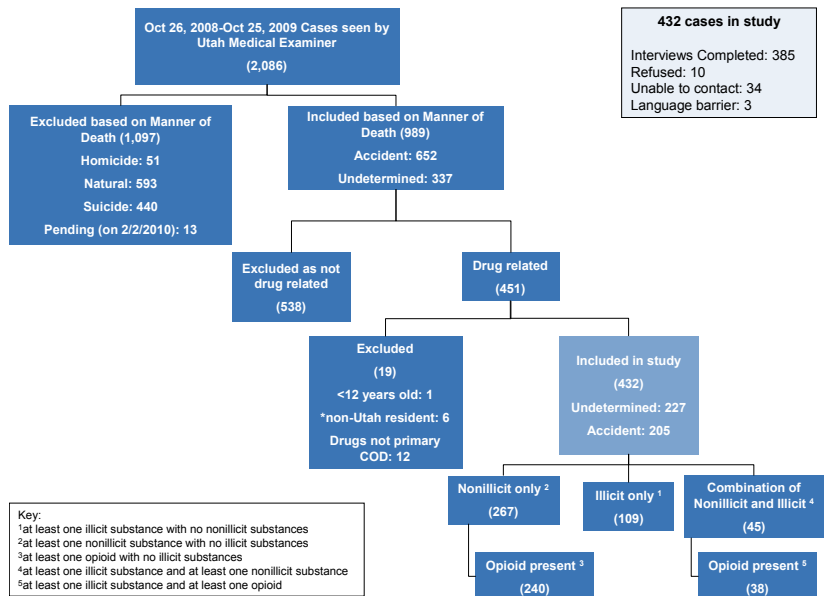 Oct 26, 2008-Oct 25, 2009 Cases seen by
Utah Medical Examiner
(2,086)
432 cases in study
Interviews Completed: 385
Refused: 10
Unable to contact: 34
Language barrier: 3
Excluded based on Manner of
Death (1,097)
Homicide: 51
Natural: 593
Suicide: 440
Pending (on 2/2/2010): 13
Included based on Manner of
Death (989)
Accident: 652
Undetermined: 337
Excluded as not
drug related
(538)
Drug related
(451)
Excluded
(19)
<12 years old: 1
*non-Utah resident: 6
Drugs not primary
COD: 12
Included in study
(432)
Undetermined: 227
Accident: 205
Nonillicit only ²
(267)
Illicit only ¹
(109)
Combination of
Nonillicit and Illicit ⁴
(45)
Opioid present ³
(240)
Opioid present ⁵
(38)
Key:
¹at least one illicit substance with no nonillicit substances
²at least one nonillicit substance with no illicit substances
³at least one opioid with no illicit substances
⁴at least one illicit substance and at least one nonillicit substance
⁵at least one illicit substance and at least one opioid